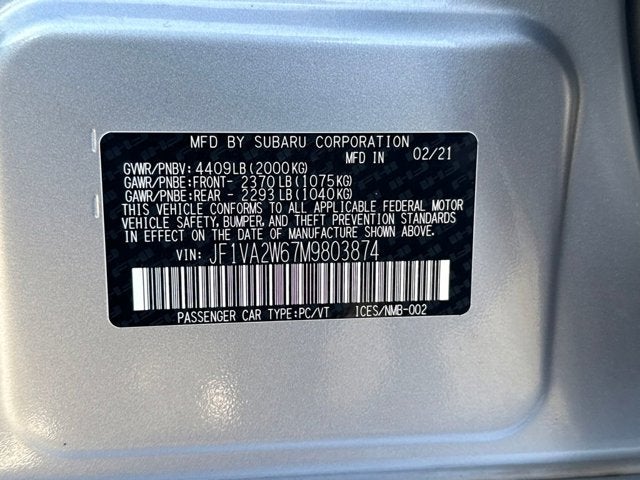 MFD BY SUBARU CORPORATION
MFD IN 02/21
GVWR/PNBV: 4409LB(2000KG)
GAWR/PNBE:FRONT- 2370LB(1075KG)
GAWR/PNBE:REAR - 2293LB(1040KG)
THIS VEHICLE CONFORMS TO ALL APPLICABLE FEDERAL MOTOR
VEHICLE SAFETY, BUMPER, AND THEFT PREVENTION STANDARDS
IN EFFECT ON THE DATE OF MANUFACTURE SHOWN ABOVE.
VIN: JF1VA2W67M9803874
PASSENGER CAR TYPE:PC/VT ICES/NMB-002